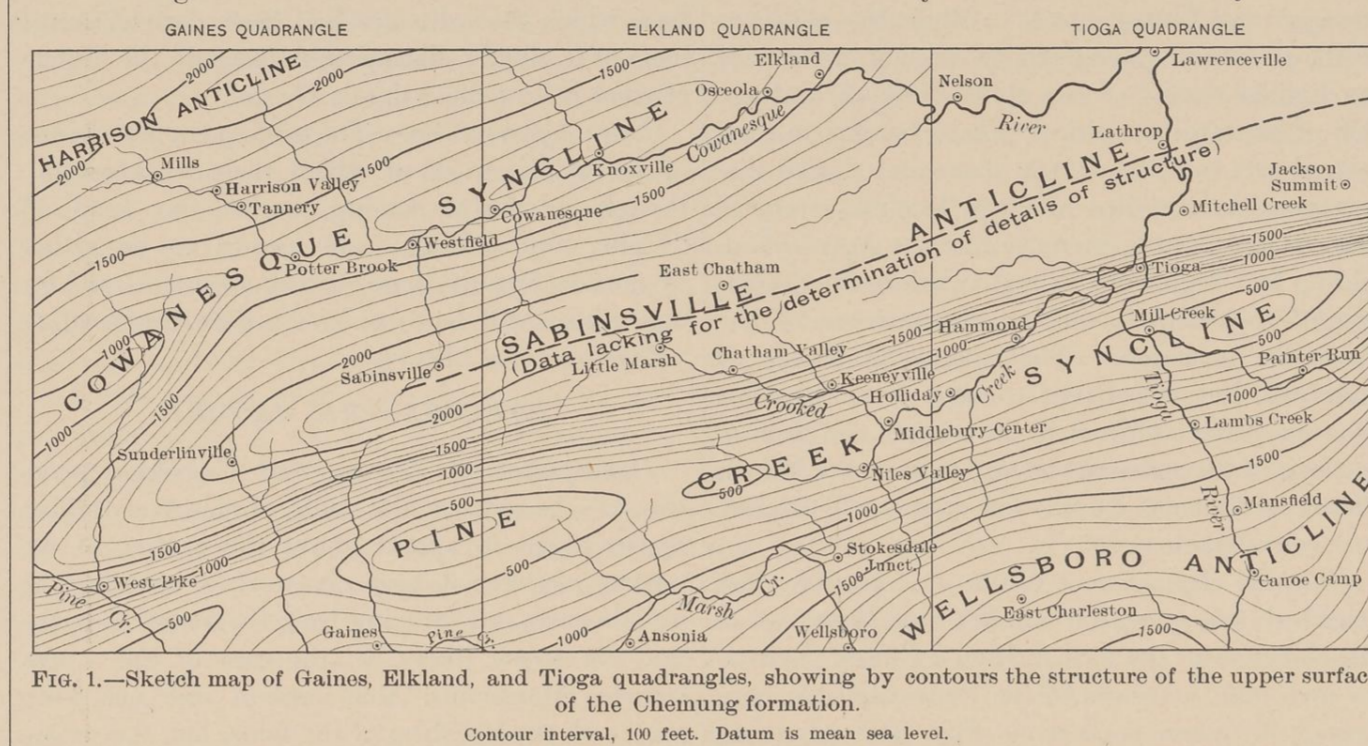 GAINES QUADRANGLE
ELKLAND QUADRANGLE
TIOGA QUADRANGLE
HARRISON ANTICLINE
2000
2000
2000
1500
Elkland
Osceola
Nelson
Lawrenceville
Cowanesque
River
Lathrop
Mills
Harrison Valley
Tannery
1500
COWANESQUE SYNCLINE
Knoxville
Cowanesque
1500
Westfield
Potter Brook
1500
Jackson
Summit
Mitchell Creek
1500
1000
Tioga
500
SABINSVILLE ANTICLINE
(Data lacking for the determination of details of structure)
East Chatham
Mill Creek
500
1000
1500
2000
Sabinsville
Little Marsh
Chatham Valley
1500
1000
Hammond
Painter Run
Keeneyville
Holliday
Creek
Crooked
2000
1500
1000
1000
Tioga
Lambs Creek
Middlebury Center
Sunderlinville
1000
500
PINE CREEK SYNCLINE
500
Niles Valley
1500
River
Mansfield
1000
500
Stokesdale
Junct.
1500
1500
1000
West Pike
Pine
Cr.
500
WELLSBORO ANTICLINE
Canoe Camp
East Charleston
Marsh
Cr.
Gaines
Pine Cr.
1000
Ansonia
Wellsboro
1500
FIG. 1.—Sketch map of Gaines, Elkland, and Tioga quadrangles, showing by contours the structure of the upper surfac
of the Chemung formation.
Contour interval, 100 feet. Datum is mean sea level.